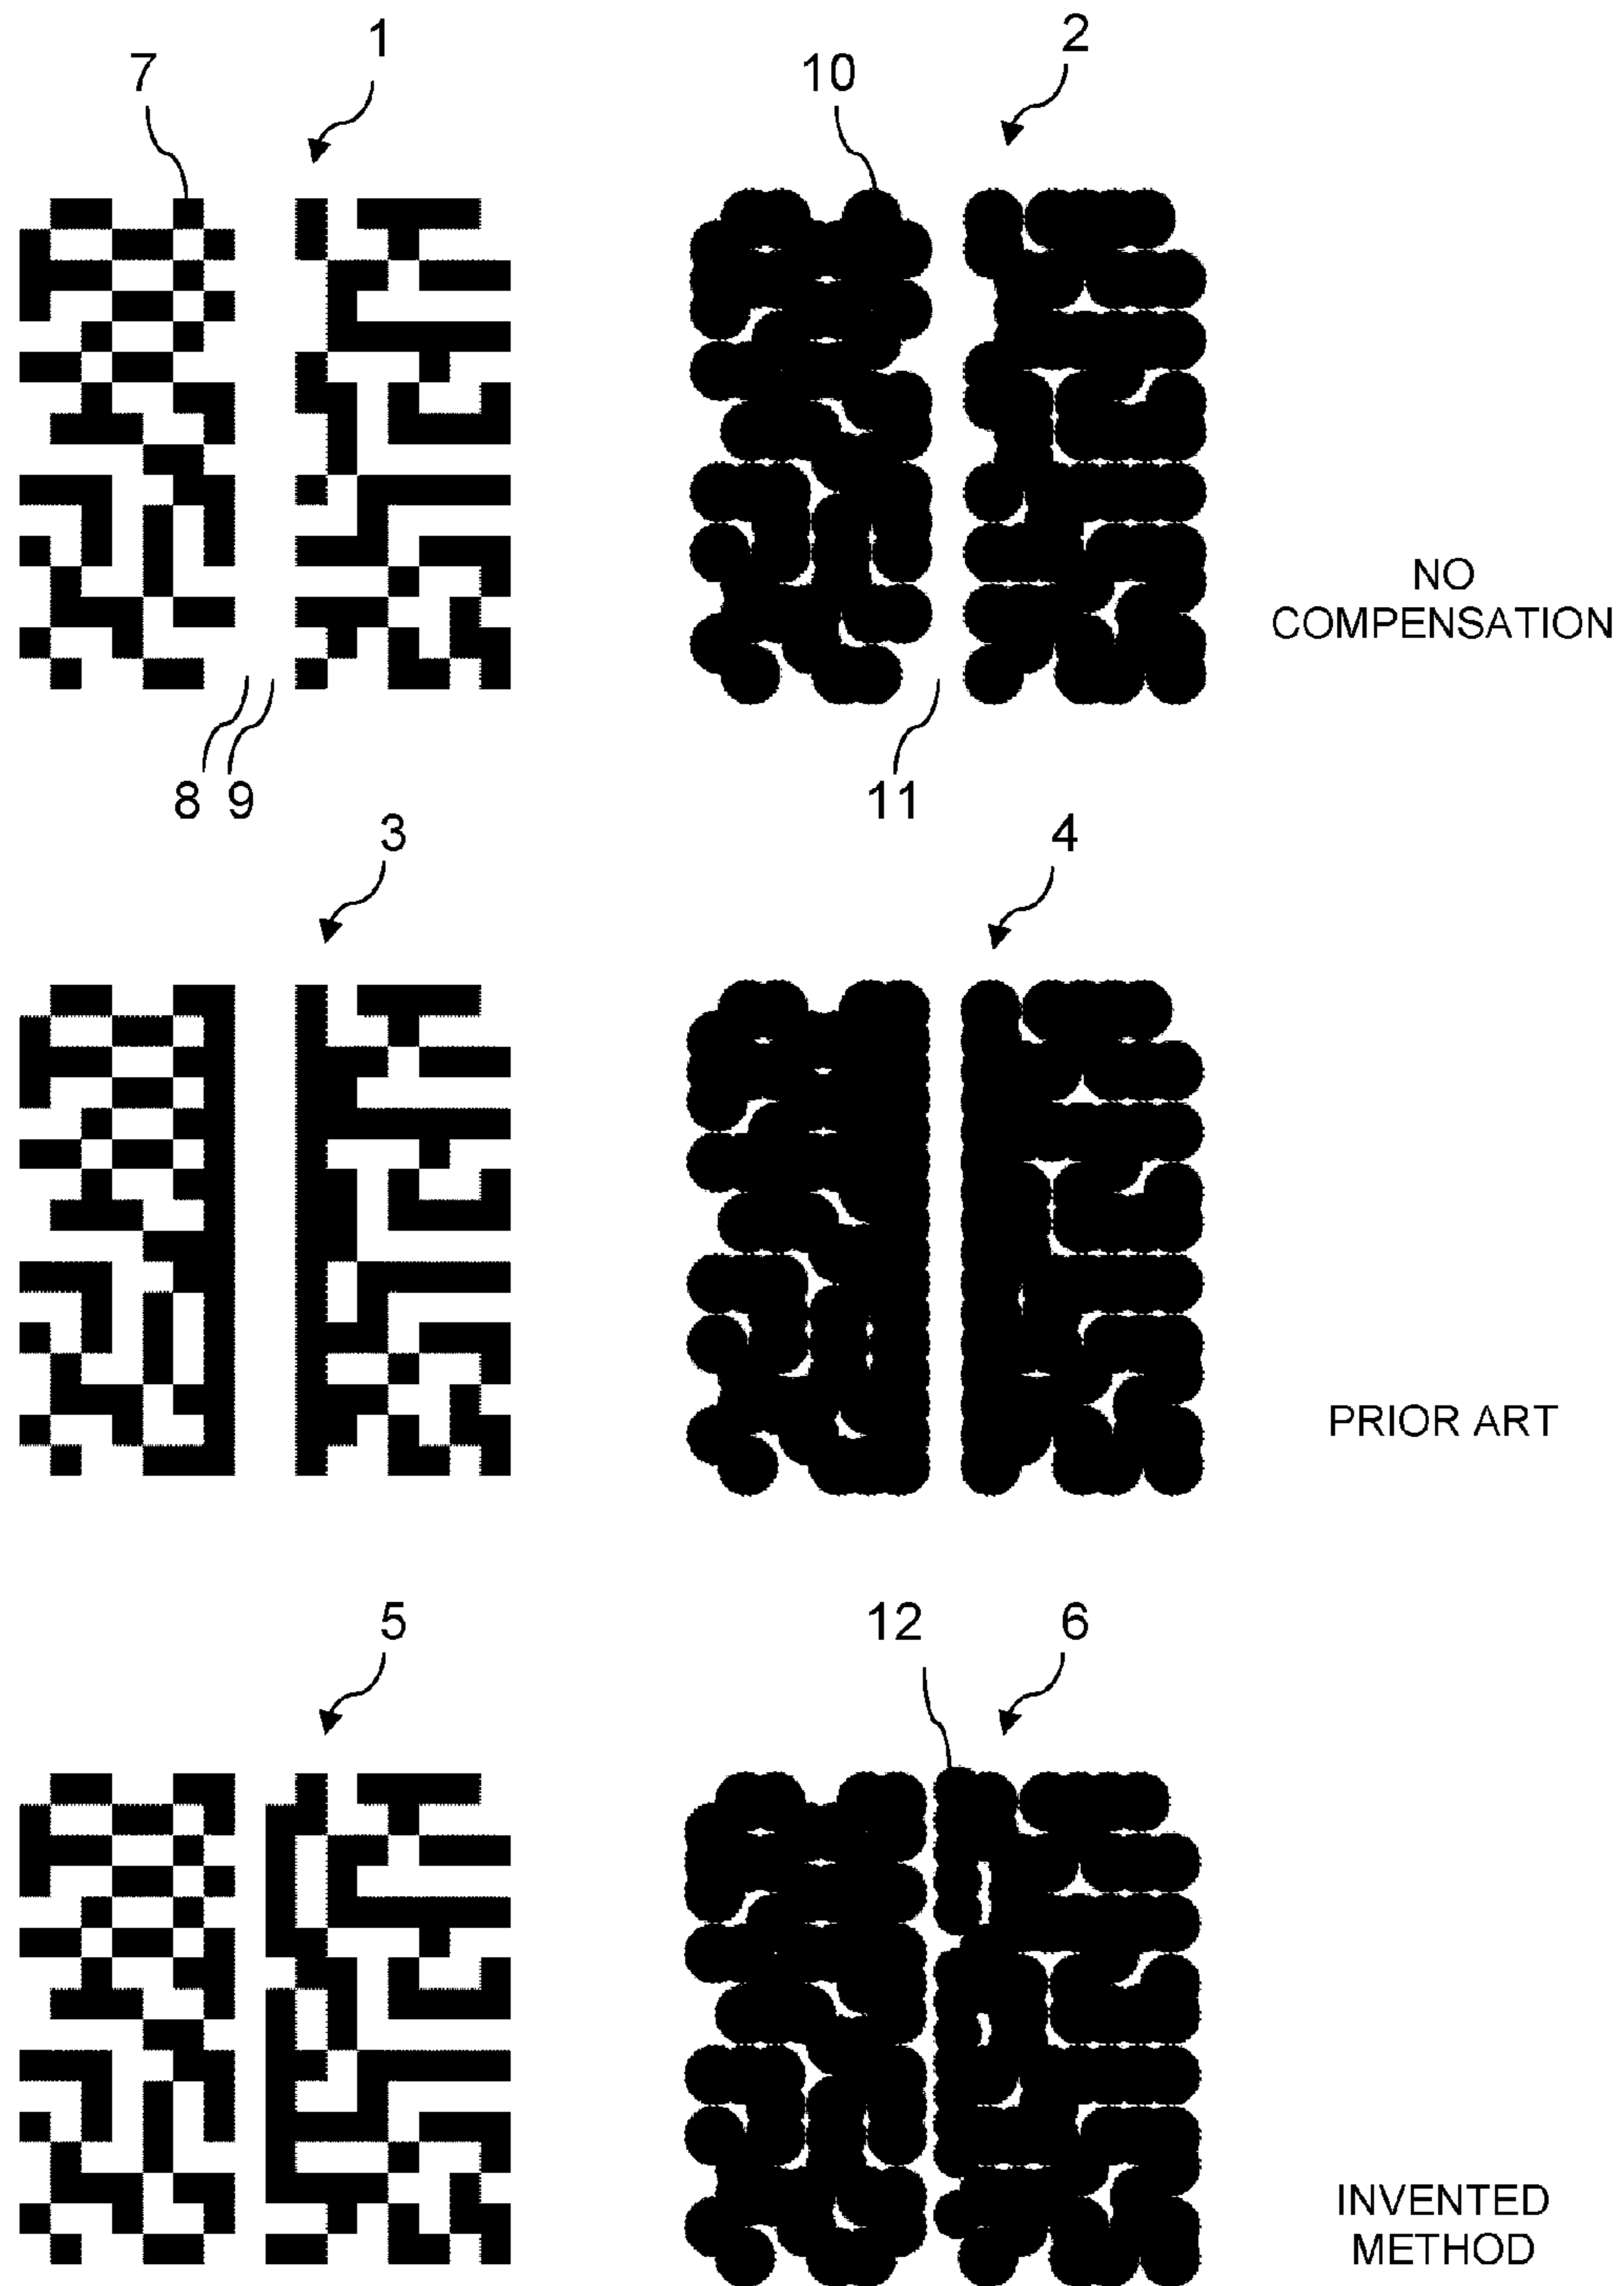 1
2
7
10
NO
COMPENSATION
8 9
11
3
4
PRIOR ART
5
12
6
INVENTED
METHOD